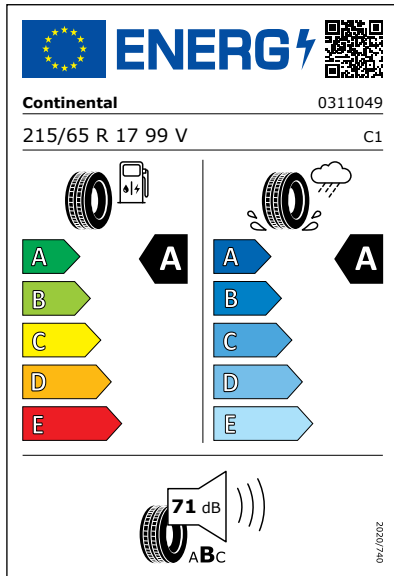 ENERG
Continental 0311049
215/65 R 17 99 V C1
A A A A
B B
C C
D D
E E
71 dB
ABC
2020/740